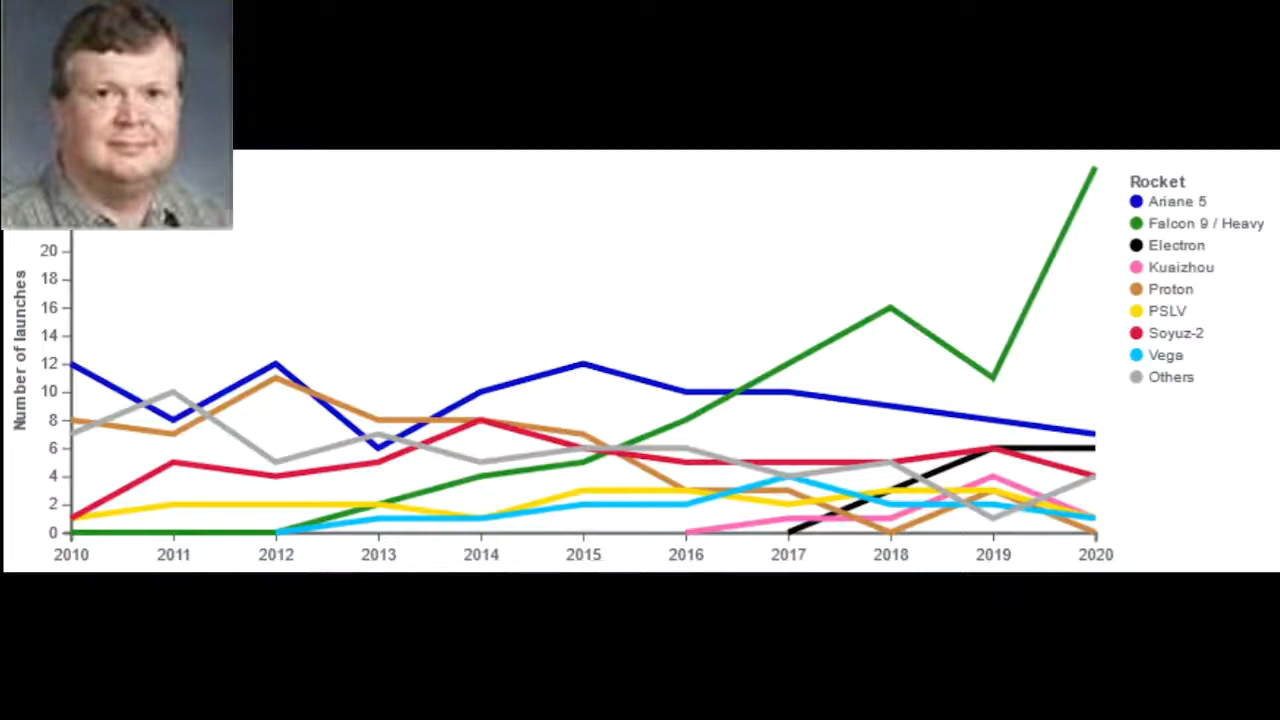 Rocket
Ariane 5
Falcon 9 / Heavy
Electron
Kuaizhou
Proton
PSLV
Soyuz-2
Vega
Others
Number of launches
20
18
16
14
12
10
8
6
4
2
0
2010 2011 2012 2013 2014 2015 2016 2017 2018 2019 2020